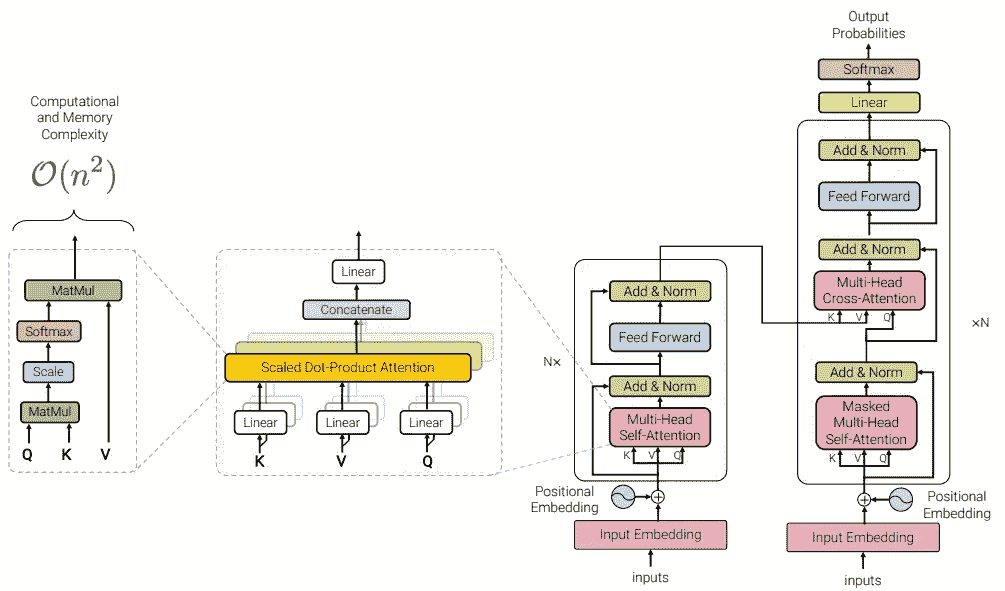 Computational
and Memory
Complexity
O(n²)
MatMul
Softmax
Scale
MatMul
Q K V
Linear
Concatenate
Scaled Dot-Product Attention
Linear Linear Linear
K V Q
N×
Add & Norm
Feed Forward
Add & Norm
Multi-Head
Self-Attention
K V Q
Positional
Embedding
Input Embedding
inputs
Output
Probabilities
Softmax
Linear
Add & Norm
Feed Forward
Add & Norm
Multi-Head
Cross-Attention
K V Q
×N
Add & Norm
Masked
Multi-Head
Self-Attention
K V Q
Positional
Embedding
Input Embedding
inputs